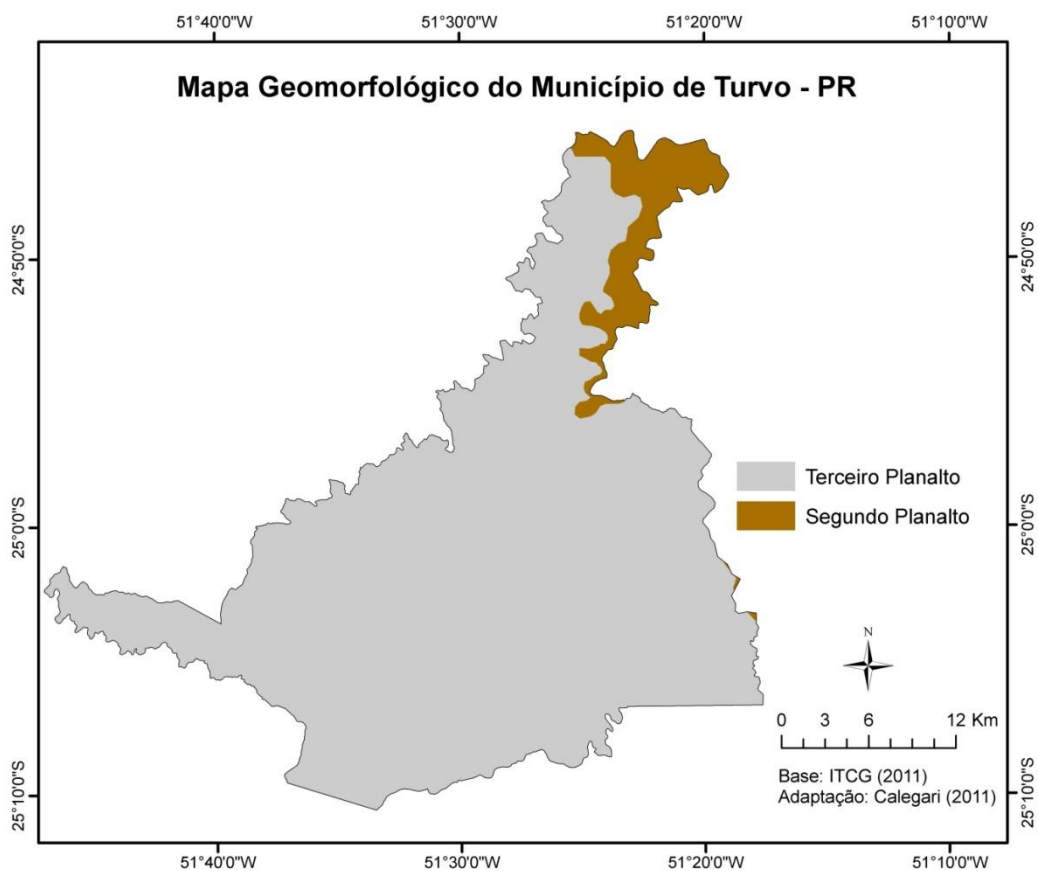 51°40'0"W
51°30'0"W
51°20'0"W
51°10'0"W
Mapa Geomorfológico do Município de Turvo - PR
24°50'0"S
24°50'0"S
Terceiro Planalto
Segundo Planalto
25°0'0"S
25°0'0"S
N
0 3 6 12 Km
Base: ITCG (2011)
Adaptação: Calegari (2011)
25°10'0"S
25°10'0"S
51°40'0"W
51°30'0"W
51°20'0"W
51°10'0"W